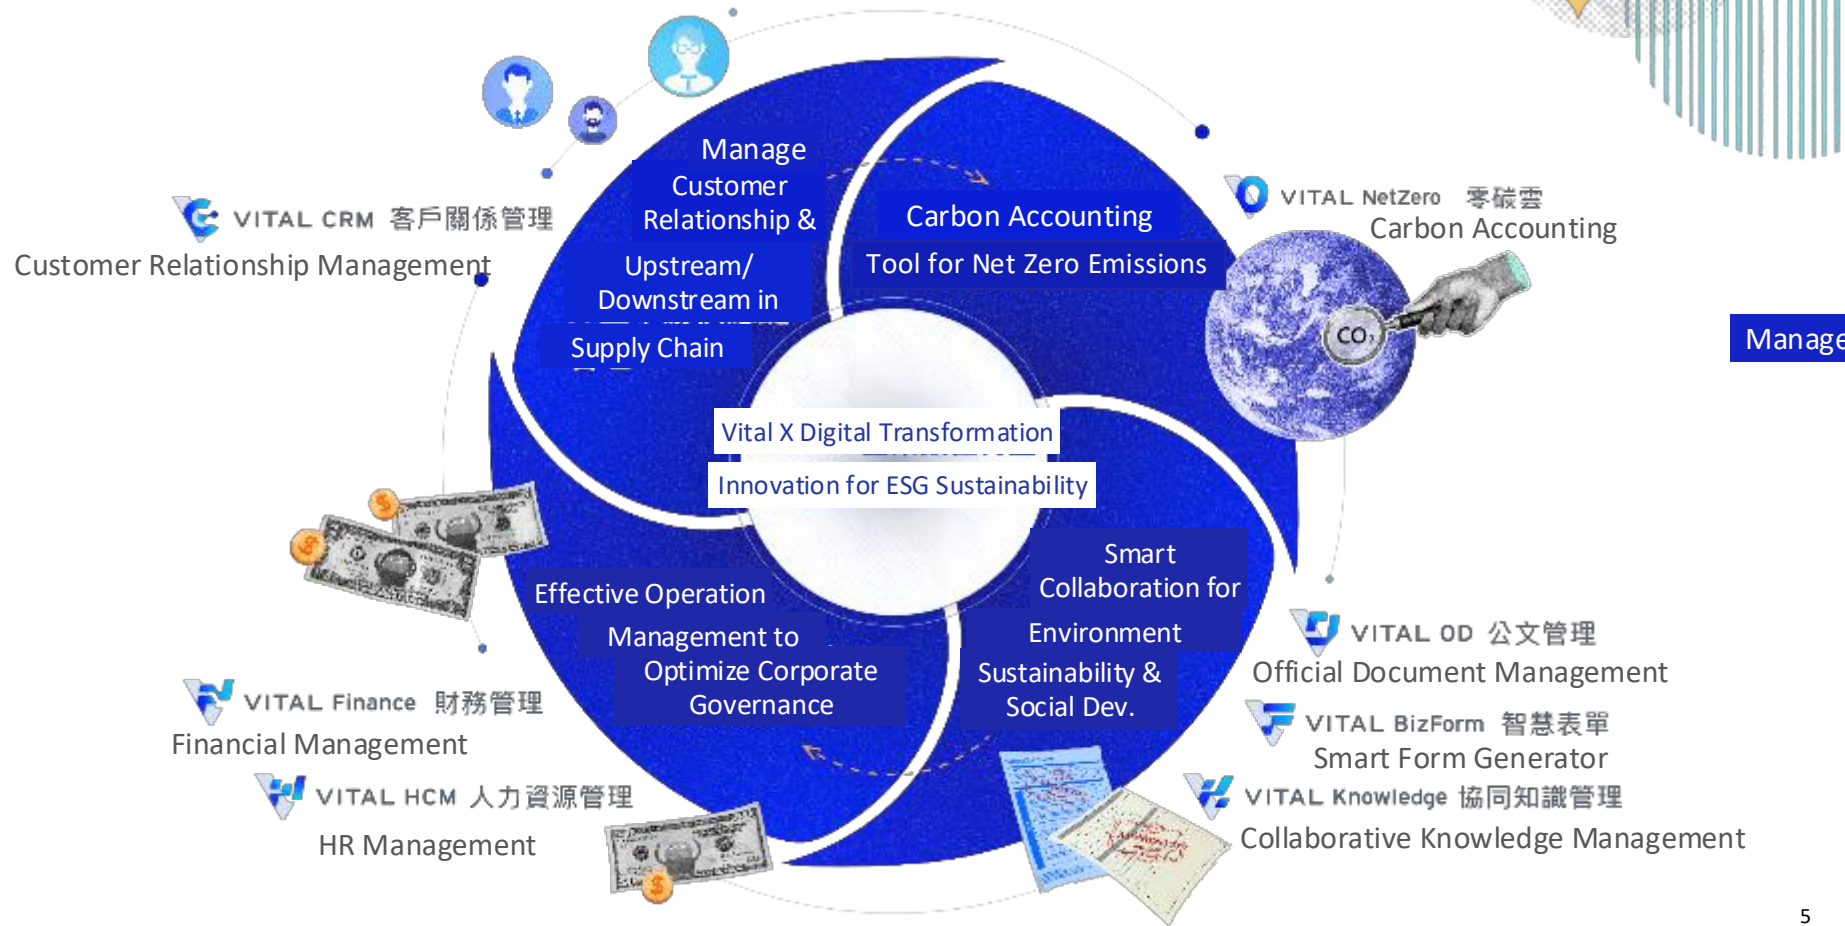 Manage
Customer
Relationship &
Upstream/
Downstream in
Supply Chain
Carbon Accounting
Tool for Net Zero Emissions
VITAL CRM 客戶關係管理
Customer Relationship Management
VITAL NetZero 零碳雲
Carbon Accounting
CO₂
Manage
Vital X Digital Transformation
Innovation for ESG Sustainability
Effective Operation
Management to
Optimize Corporate
Governance
Smart
Collaboration for
Environment
Sustainability &
Social Dev.
VITAL Finance 財務管理
Financial Management
VITAL HCM 人力資源管理
HR Management
VITAL OD 公文管理
Official Document Management
VITAL BizForm 智慧表單
Smart Form Generator
VITAL Knowledge 協同知識管理
Collaborative Knowledge Management
5